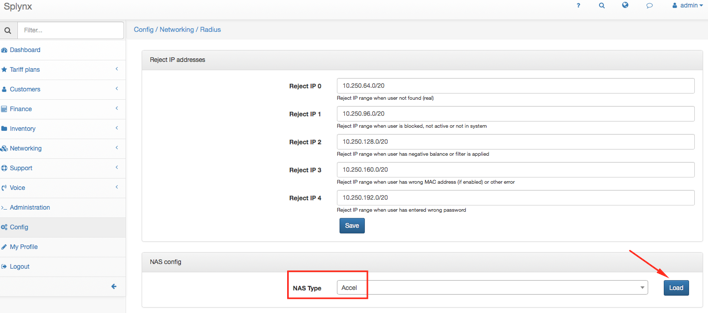 Splynx
?
admin
Filter...
Config / Networking / Radius
Dashboard
Tariff plans
Customers
Finance
Inventory
Networking
Support
Voice
Administration
Config
My Profile
Logout
Reject IP addresses
Reject IP 0 10.250.64.0/20
Reject IP range when user not found (real)
Reject IP 1 10.250.96.0/20
Reject IP range when user is blocked, not active or not in system
Reject IP 2 10.250.128.0/20
Reject IP range when user has negative balance or filter is applied
Reject IP 3 10.250.160.0/20
Reject IP range when user has wrong MAC address (if enabled) or other error
Reject IP 4 10.250.192.0/20
Reject IP range when user has entered wrong password
Save
NAS config
NAS Type Accel Load